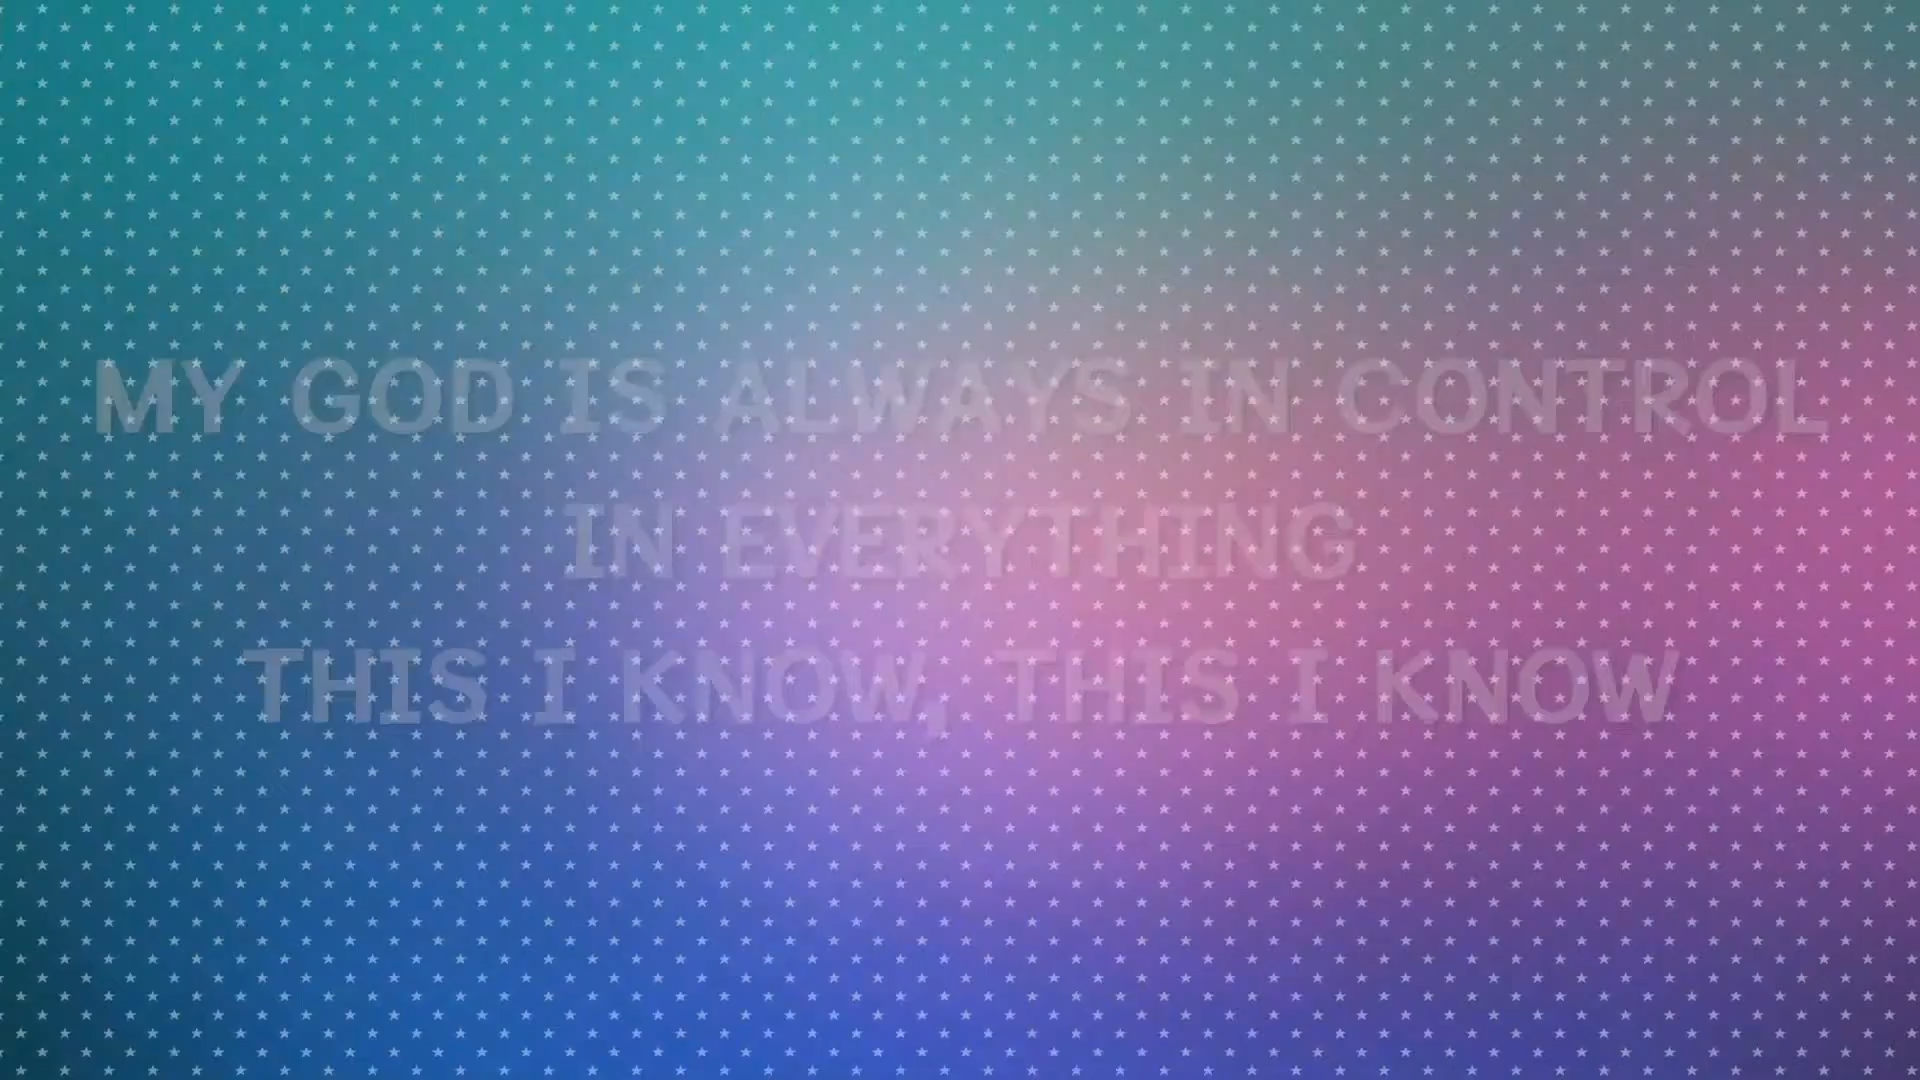 MY GOD IS ALWAYS IN CONTROL
IN EVERYTHING
THIS I KNOW, THIS I KNOW